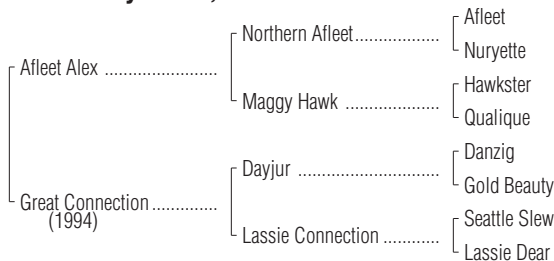 Afleet
Northern Afleet..................
Nuryette
Afleet Alex ........................
Hawkster
Maggy Hawk ....................
Qualique
Danzig
Dayjur ..............................
Gold Beauty
Great Connection..............
(1994)
Seattle Slew
Lassie Connection ............
Lassie Dear